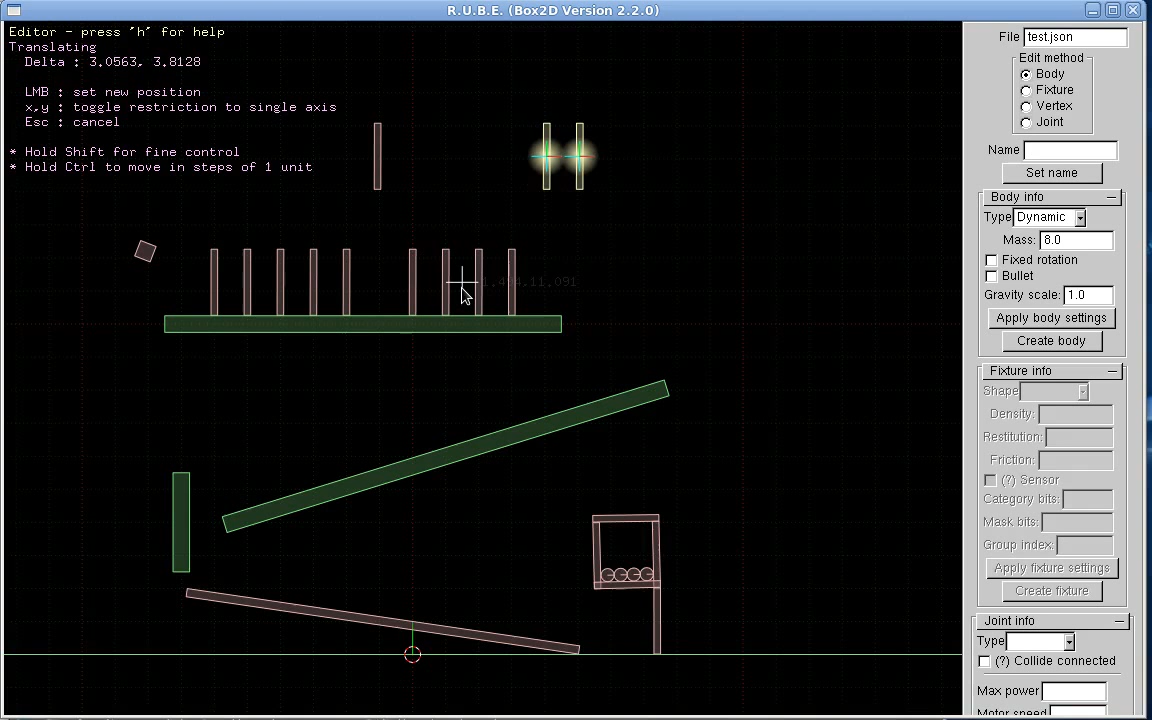 R.U.B.E. (Box2D Version 2.2.0)
Editor - press "h" for help
Translating
Delta : 3.0563, 3.8128
LMB : set new position
x,y : toggle restriction to single axis
Esc : cancel
* Hold Shift for fine control
* Hold Ctrl to move in steps of 1 unit
File test.json
Edit method
Body
Fixture
Vertex
Joint
Name
Set name
Body info
Type Dynamic
Mass: 8.0
Fixed rotation
Bullet
Gravity scale: 1.0
Apply body settings
Create body
Fixture info
Shape
Density:
Restitution:
Friction:
(?) Sensor
Category bits:
Mask bits:
Group index:
Apply fixture settings
Create fixture
Joint info
Type
(?) Collide connected
Max power
Motor speed